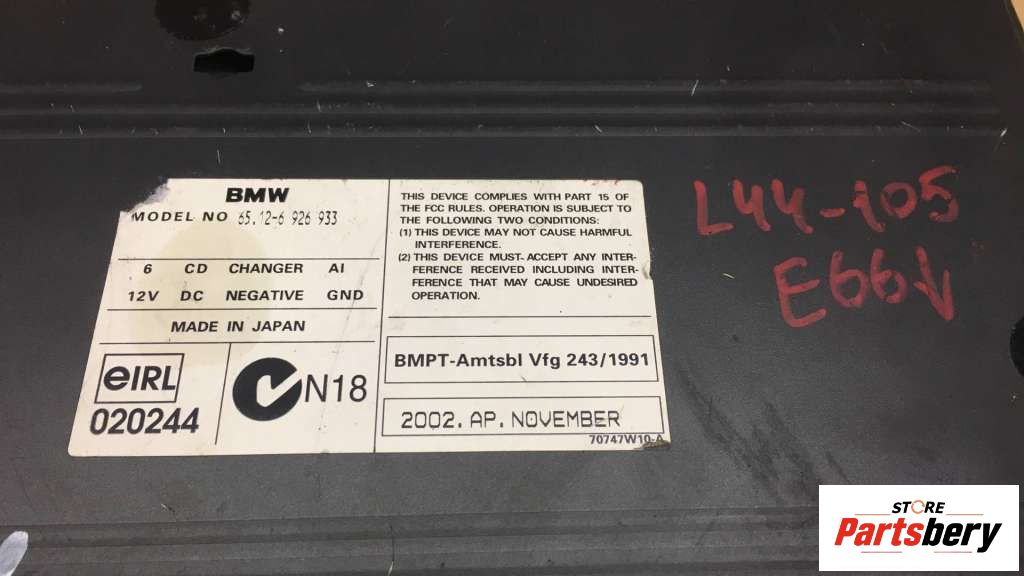 BMW
MODEL NO 65.12-6 926 933
6 CD CHANGER AI
12V DC NEGATIVE GND
MADE IN JAPAN
eIRL
020244
N18
THIS DEVICE COMPLIES WITH PART 15 OF
THE FCC RULES. OPERATION IS SUBJECT TO
THE FOLLOWING TWO CONDITIONS:
(1) THIS DEVICE MAY NOT CAUSE HARMFUL
INTERFERENCE.
(2) THIS DEVICE MUST ACCEPT ANY INTER-
FERENCE RECEIVED INCLUDING INTER-
FERENCE THAT MAY CAUSE UNDESIRED
OPERATION.
BMPT-Amtsbl Vfg 243/1991
2002. AP. NOVEMBER
70747W10-A
L44-105
E66
STORE
Partsbery